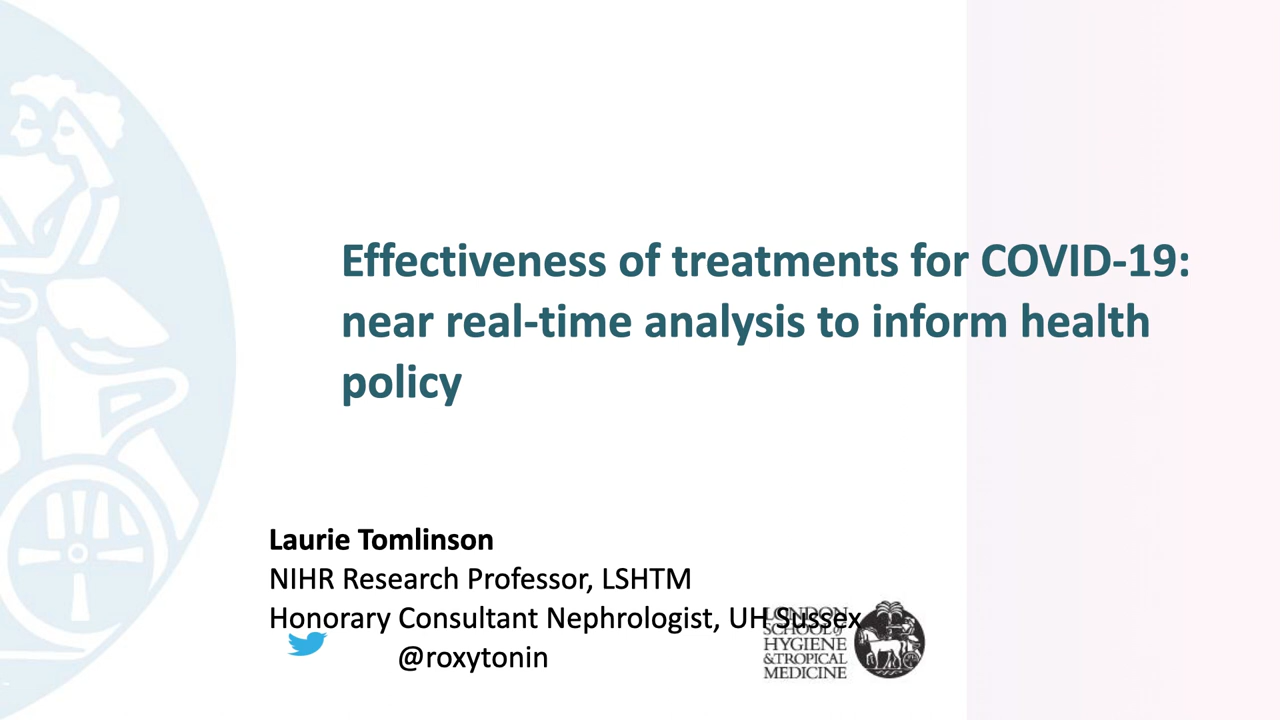 Effectiveness of treatments for COVID-19:
near real-time analysis to inform health
policy
Laurie Tomlinson
NIHR Research Professor, LSHTM
Honorary Consultant Nephrologist, UH Sussex
@roxytonin
LONDON
SCHOOL of
HYGIENE
& TROPICAL
MEDICINE